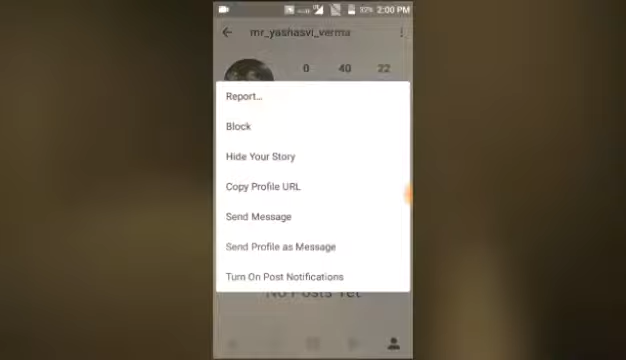 32% 2:00 PM
mr_yashasvi_verma
0 40 22
Report...
Block
Hide Your Story
Copy Profile URL
Send Message
Send Profile as Message
Turn On Post Notifications
No Posts Yet